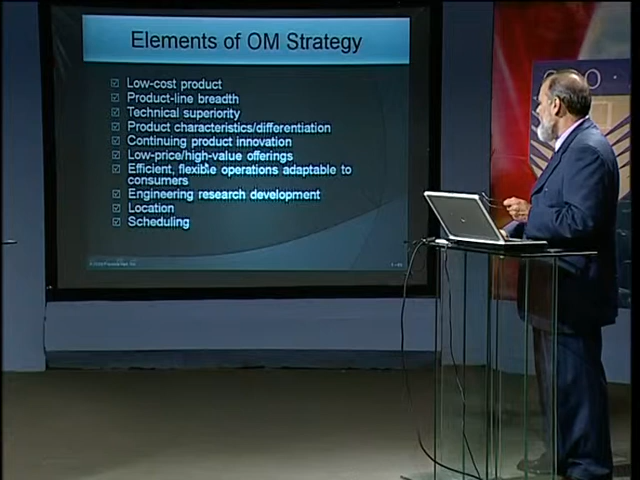 Elements of OM Strategy
Low-cost product
Product-line breadth
Technical superiority
Product characteristics/differentiation
Continuing product innovation
Low-price/high-value offerings
Efficient, flexible operations adaptable to
consumers
Engineering research development
Location
Scheduling